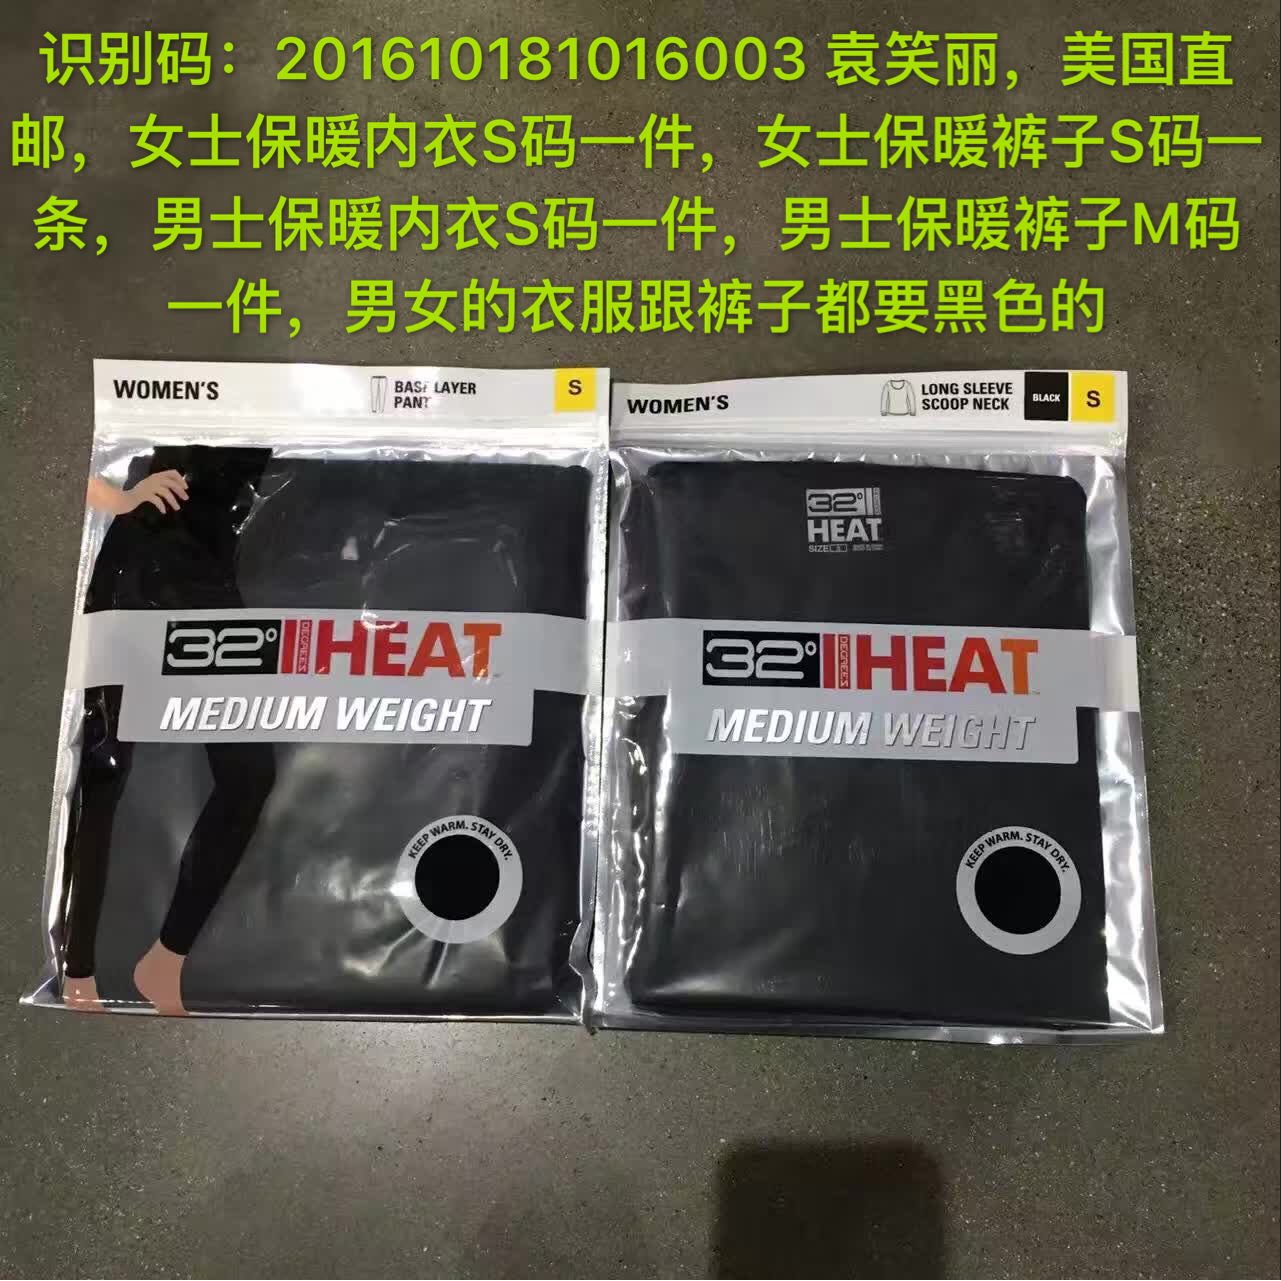 识别码：201610181016003 袁笑丽，美国直
邮，女士保暖内衣S码一件，女士保暖裤子S码一
条，男士保暖内衣S码一件，男士保暖裤子M码
一件，男女的衣服跟裤子都要黑色的
WOMEN'S
BASE LAYER
PANT
S
WOMEN'S
LONG SLEEVE
SCOOP NECK
BLACK
S
32° HEAT
SIZE S
32° DEGREES HEAT
MEDIUM WEIGHT
KEEP WARM. STAY DRY.
32° DEGREES HEAT
MEDIUM WEIGHT
KEEP WARM. STAY DRY.